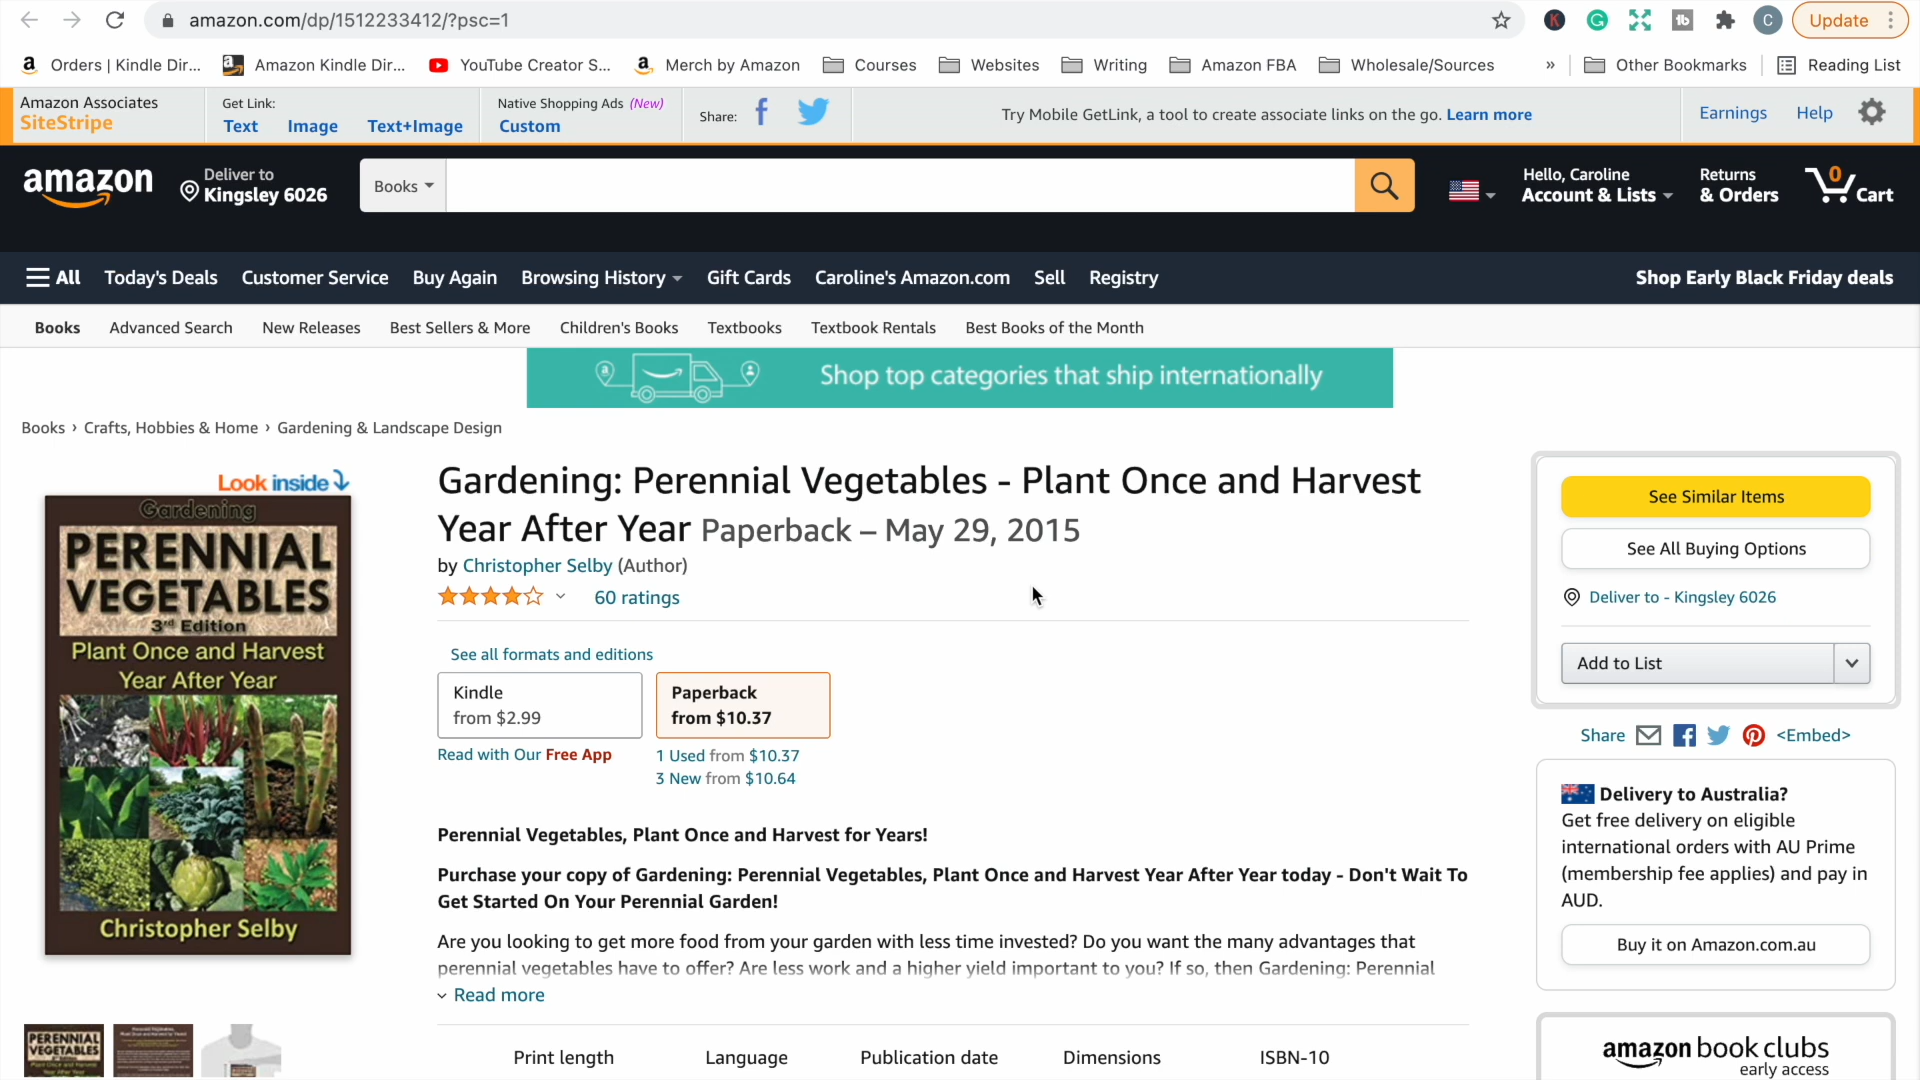 amazon.com/dp/1512233412/?psc=1
K
G
tb
C
Update
a Orders | Kindle Dir...
a Amazon Kindle Dir...
YouTube Creator S...
a Merch by Amazon
Courses
Websites
Writing
Amazon FBA
Wholesale/Sources
»
Other Bookmarks
Reading List
Amazon Associates
SiteStripe
Get Link:
Text Image Text+Image
Native Shopping Ads (New)
Custom
Share:
Try Mobile GetLink, a tool to create associate links on the go. Learn more
Earnings
Help
amazon
Deliver to
Kingsley 6026
Books
Hello, Caroline
Account & Lists
Returns
& Orders
0
Cart
All Today's Deals Customer Service Buy Again Browsing History Gift Cards Caroline's Amazon.com Sell Registry
Shop Early Black Friday deals
Books Advanced Search New Releases Best Sellers & More Children's Books Textbooks Textbook Rentals Best Books of the Month
Shop top categories that ship internationally
Books › Crafts, Hobbies & Home › Gardening & Landscape Design
Look inside
Gardening
PERENNIAL
VEGETABLES
3rd Edition
Plant Once and Harvest
Year After Year
Christopher Selby
Gardening: Perennial Vegetables - Plant Once and Harvest
Year After Year Paperback – May 29, 2015
by Christopher Selby (Author)
60 ratings
See all formats and editions
Kindle
from $2.99
Read with Our Free App
Paperback
from $10.37
1 Used from $10.37
3 New from $10.64
Perennial Vegetables, Plant Once and Harvest for Years!
Purchase your copy of Gardening: Perennial Vegetables, Plant Once and Harvest Year After Year today - Don't Wait To
Get Started On Your Perennial Garden!
Are you looking to get more food from your garden with less time invested? Do you want the many advantages that
perennial vegetables have to offer? Are less work and a higher yield important to you? If so, then Gardening: Perennial
Read more
Print length
Language
Publication date
Dimensions
ISBN-10
See Similar Items
See All Buying Options
Deliver to - Kingsley 6026
Add to List
Share
<Embed>
Delivery to Australia?
Get free delivery on eligible
international orders with AU Prime
(membership fee applies) and pay in
AUD.
Buy it on Amazon.com.au
amazon book clubs
early access
PERENNIAL
VEGETABLES